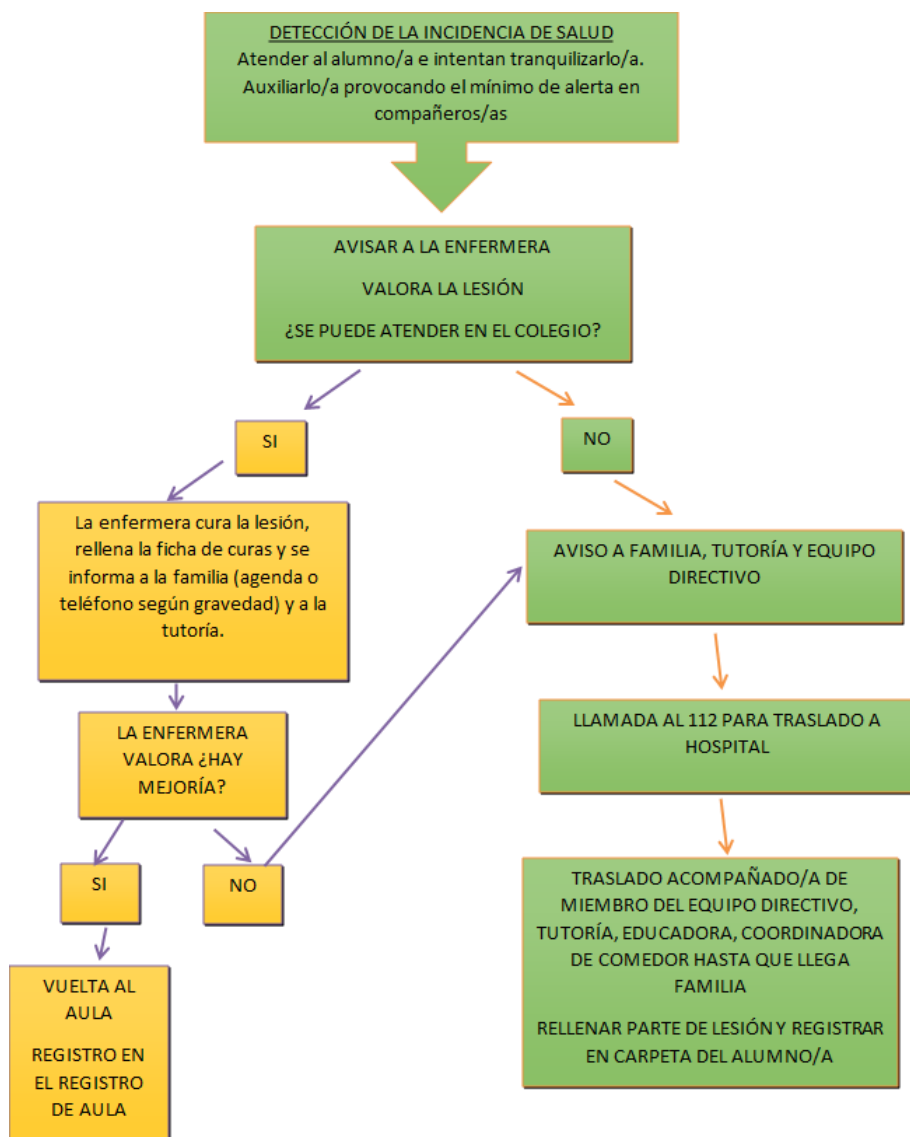 DETECCIÓN DE LA INCIDENCIA DE SALUD
Atender al alumno/a e intentan tranquilizarlo/a.
Auxiliarlo/a provocando el mínimo de alerta en
compañeros/as
AVISAR A LA ENFERMERA
VALORA LA LESIÓN
¿SE PUEDE ATENDER EN EL COLEGIO?
SI
NO
La enfermera cura la lesión,
rellena la ficha de curas y se
informa a la familia (agenda o
teléfono según gravedad) y a la
tutoría.
AVISO A FAMILIA, TUTORÍA Y EQUIPO
DIRECTIVO
LA ENFERMERA
VALORA ¿HAY
MEJORÍA?
LLAMADA AL 112 PARA TRASLADO A
HOSPITAL
SI
NO
TRASLADO ACOMPAÑADO/A DE
MIEMBRO DEL EQUIPO DIRECTIVO,
TUTORÍA, EDUCADORA, COORDINADORA
DE COMEDOR HASTA QUE LLEGA
FAMILIA
RELLENAR PARTE DE LESIÓN Y REGISTRAR
EN CARPETA DEL ALUMNO/A
VUELTA AL
AULA
REGISTRO EN
EL REGISTRO
DE AULA